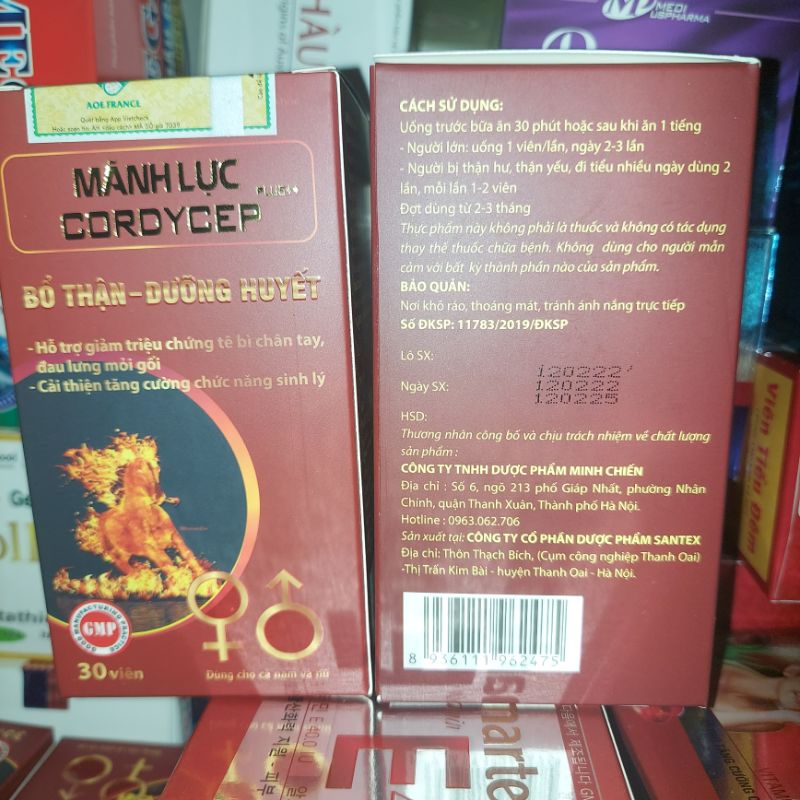 MEDI
USPHARMA
HÀU
AOE FRANCE
Quét bằng App Vietcheck
MÃNH LỰC
PLUS++
CORDYCEP
BỔ THẬN - DƯỠNG HUYẾT
- Hỗ trợ giảm triệu chứng tê bì chân tay,
đau lưng mỏi gối
- Cải thiện tăng cường chức năng sinh lý
GOOD MANUFACTURING PRACTICE
GMP
30 viên
Dùng cho cả nam và nữ
CÁCH SỬ DỤNG:
Uống trước bữa ăn 30 phút hoặc sau khi ăn 1 tiếng
- Người lớn: uống 1 viên/lần, ngày 2-3 lần
- Người bị thận hư, thận yếu, đi tiểu nhiều ngày dùng 2
lần, mỗi lần 1-2 viên
Đợt dùng từ 2-3 tháng
Thực phẩm này không phải là thuốc và không có tác dụng
thay thế thuốc chữa bệnh. Không dùng cho người mẫn
cảm với bất kỳ thành phần nào của sản phẩm.
BẢO QUẢN:
Nơi khô ráo, thoáng mát, tránh ánh nắng trực tiếp
Số ĐKSP: 11783/2019/ĐKSP
Lô SX:
120222
Ngày SX:
120222
120225
HSD:
Thương nhân công bố và chịu trách nhiệm về chất lượng
sản phẩm :
CÔNG TY TNHH DƯỢC PHẨM MINH CHIẾN
Địa chỉ : Số 6, ngõ 213 phố Giáp Nhất, phường Nhân
Chính, quận Thanh Xuân, Thành phố Hà Nội.
Hotline : 0963.062.706
Sản xuất tại: CÔNG TY CỔ PHẦN DƯỢC PHẨM SANTEX
Địa chỉ: Thôn Thạch Bích, (Cụm công nghiệp Thanh Oai)
-Thị Trấn Kim Bài - huyện Thanh Oai - Hà Nội.
8 936111 962475
Viên Tiểu Đêm